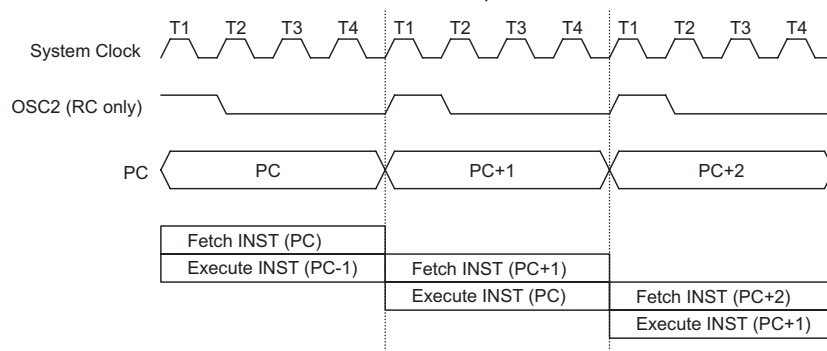 T1 T2 T3 T4 T1 T2 T3 T4 T1 T2 T3 T4
System Clock
OSC2 (RC only)
PC PC PC+1 PC+2
Fetch INST (PC)
Execute INST (PC-1) Fetch INST (PC+1)
Execute INST (PC) Fetch INST (PC+2)
Execute INST (PC+1)